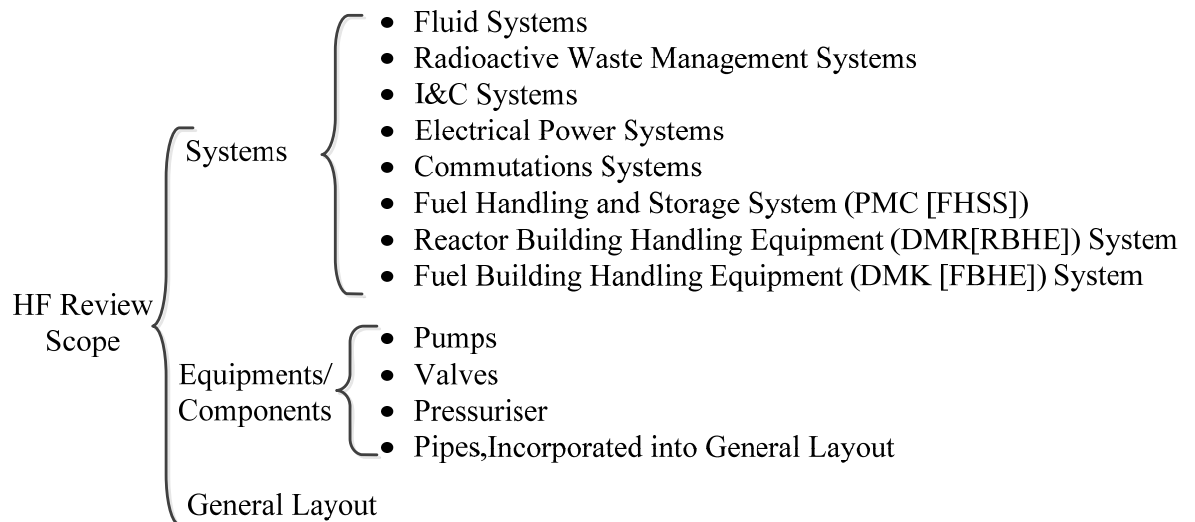 HF Review
Scope
Systems
• Fluid Systems
• Radioactive Waste Management Systems
• I&C Systems
• Electrical Power Systems
• Commutations Systems
• Fuel Handling and Storage System (PMC [FHSS])
• Reactor Building Handling Equipment (DMR[RBHE]) System
• Fuel Building Handling Equipment (DMK [FBHE]) System
Equipments/
Components
• Pumps
• Valves
• Pressuriser
• Pipes,Incorporated into General Layout
General Layout